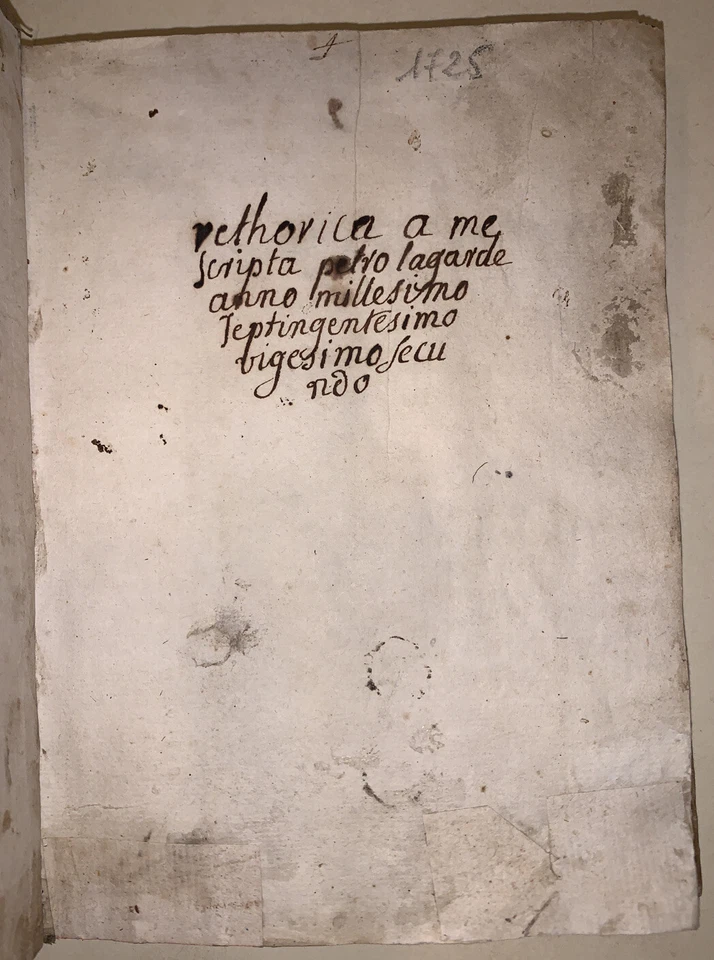 1725
rethorica a me
scripta petro lagarde
anno millesimo
septingentesimo
vigesimo secu
ndo